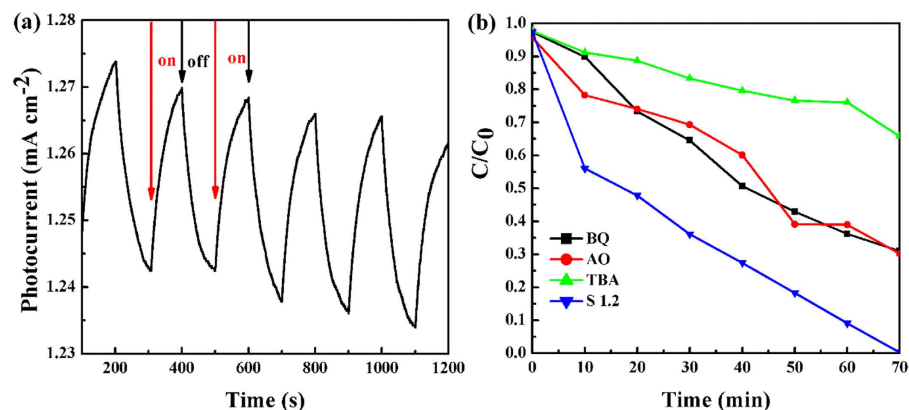 (a)
Photocurrent (mA cm⁻²)
1.28
1.27
1.26
1.25
1.24
1.23
on off on
200 400 600 800 1000 1200
Time (s)
(b)
C/C₀
1.0
0.9
0.8
0.7
0.6
0.5
0.4
0.3
0.2
0.1
0.0
BQ
AO
TBA
S 1.2
0 10 20 30 40 50 60 70
Time (min)